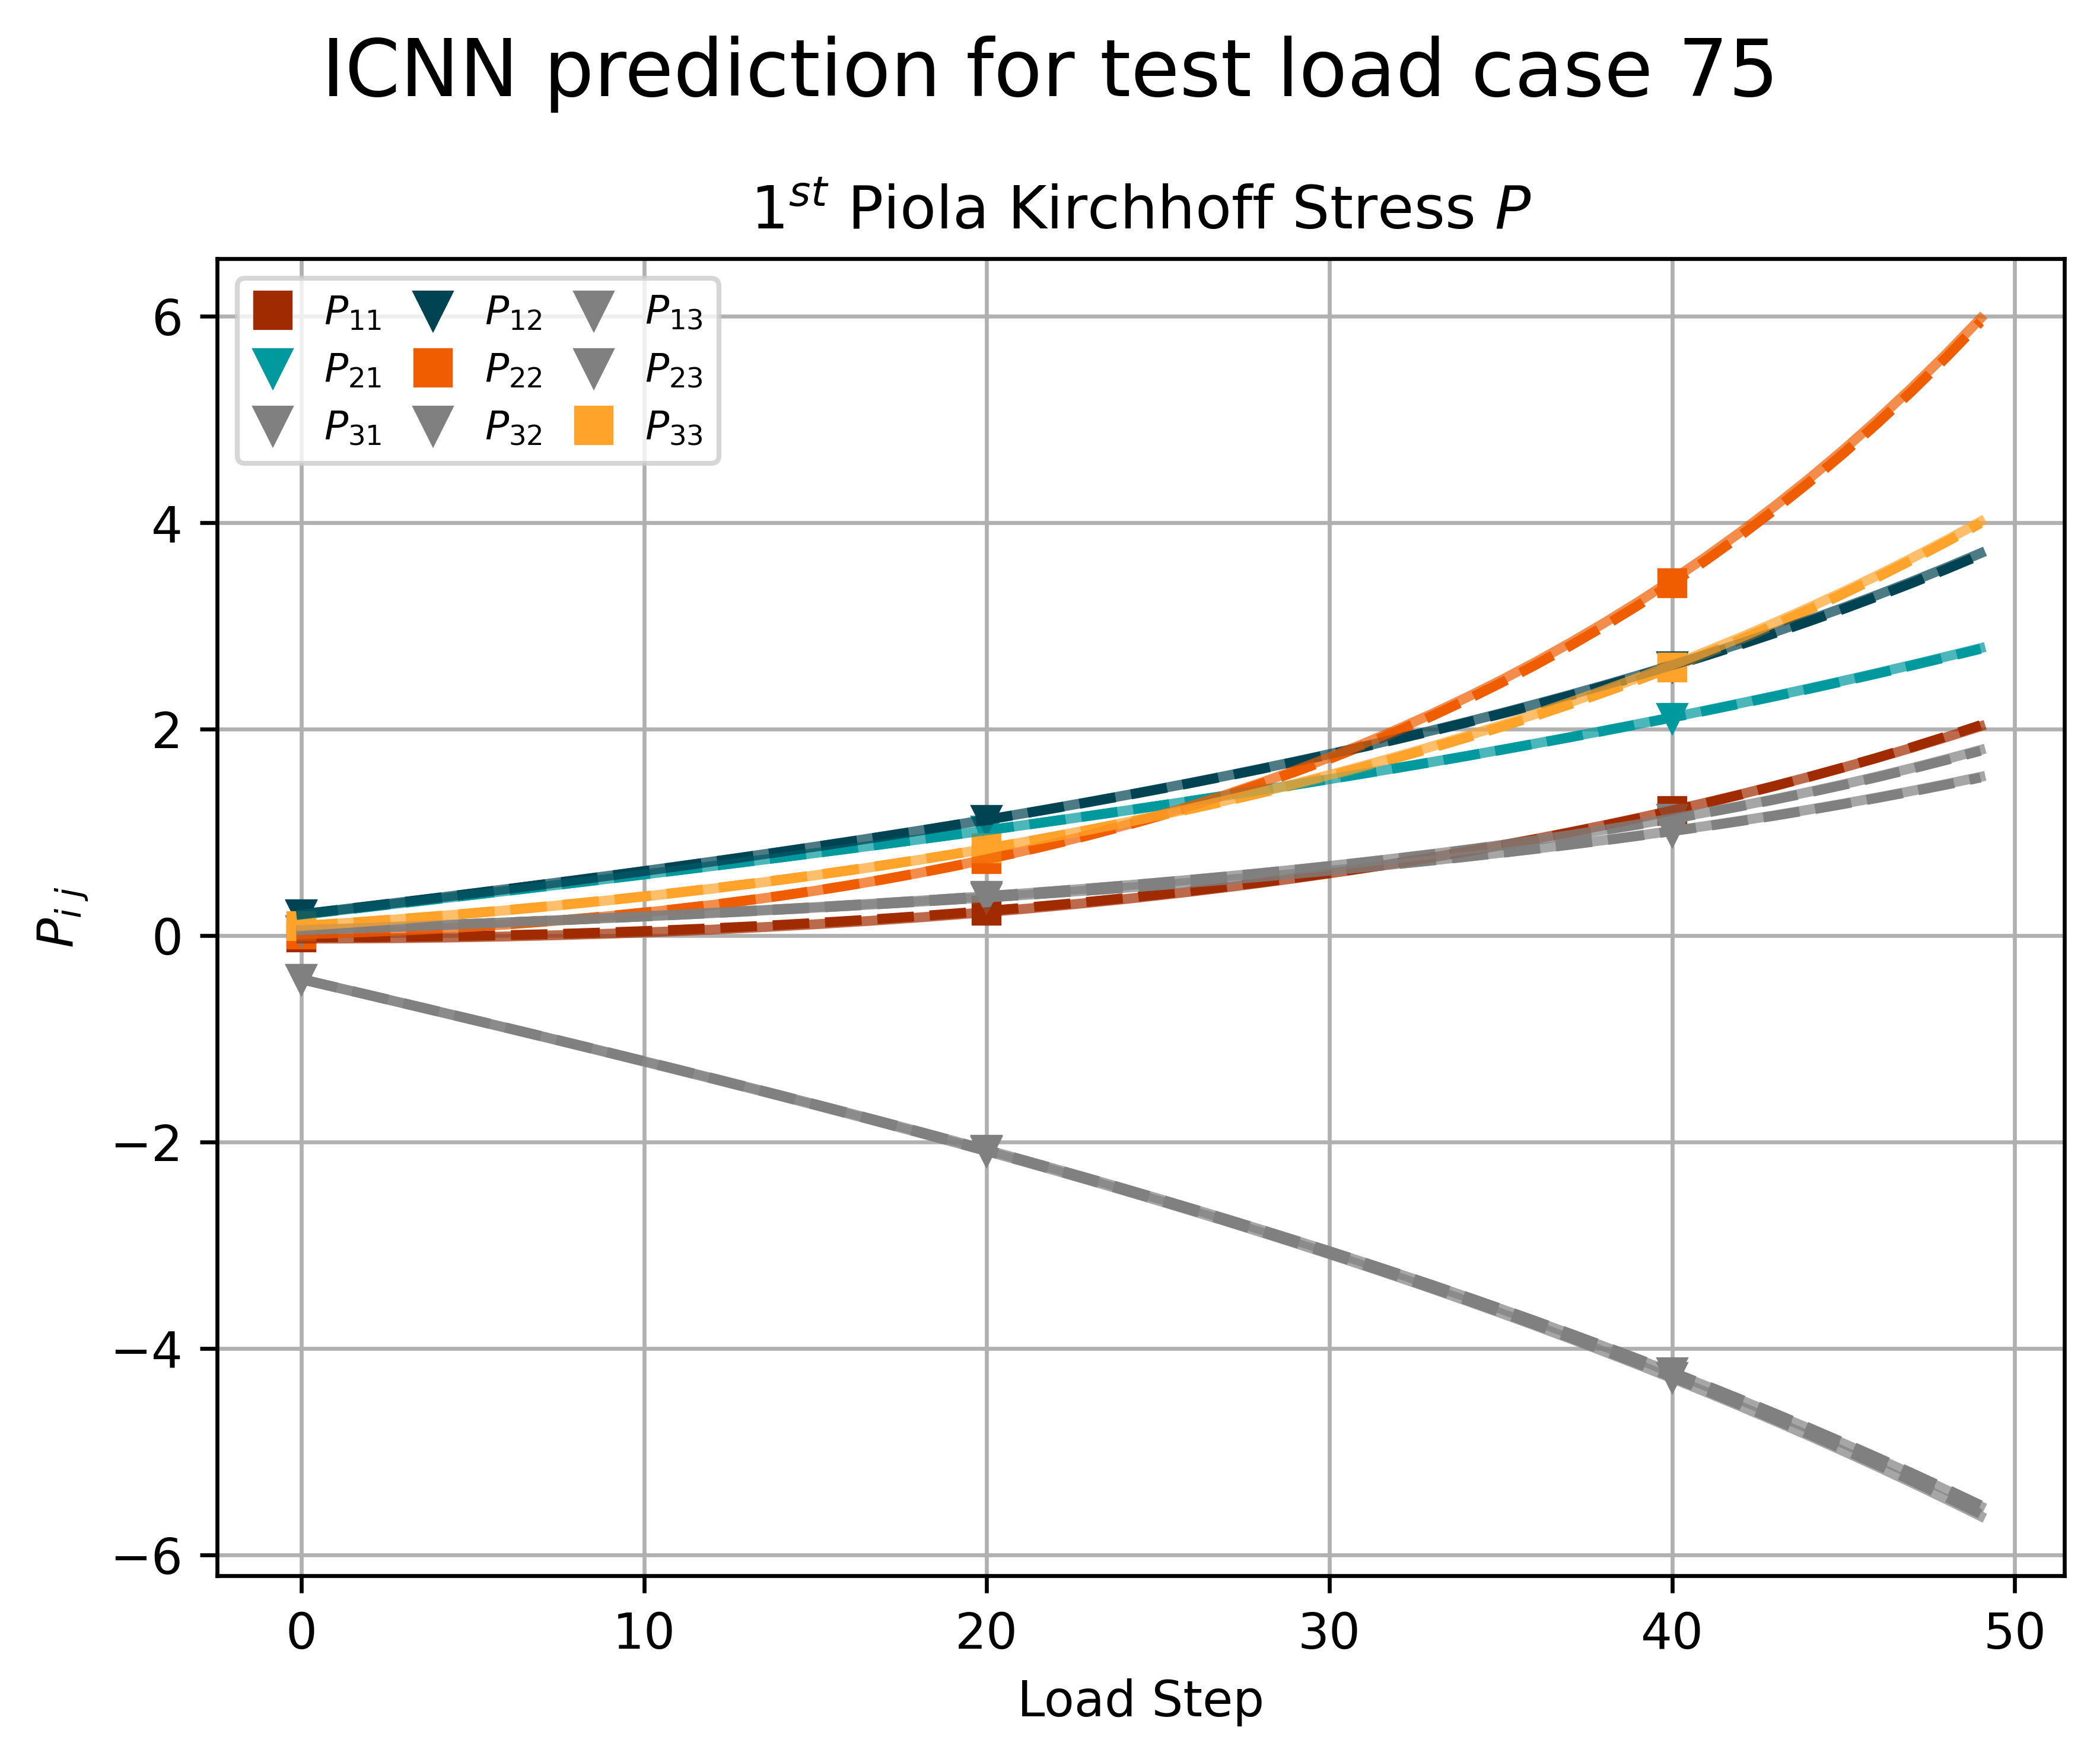 ICNN prediction for test load case 75
1st Piola Kirchhoff Stress P
P11 P12 P13
P21 P22 P23
P31 P32 P33
6
4
2
0
−2
−4
−6
Pi j
0 10 20 30 40 50
Load Step